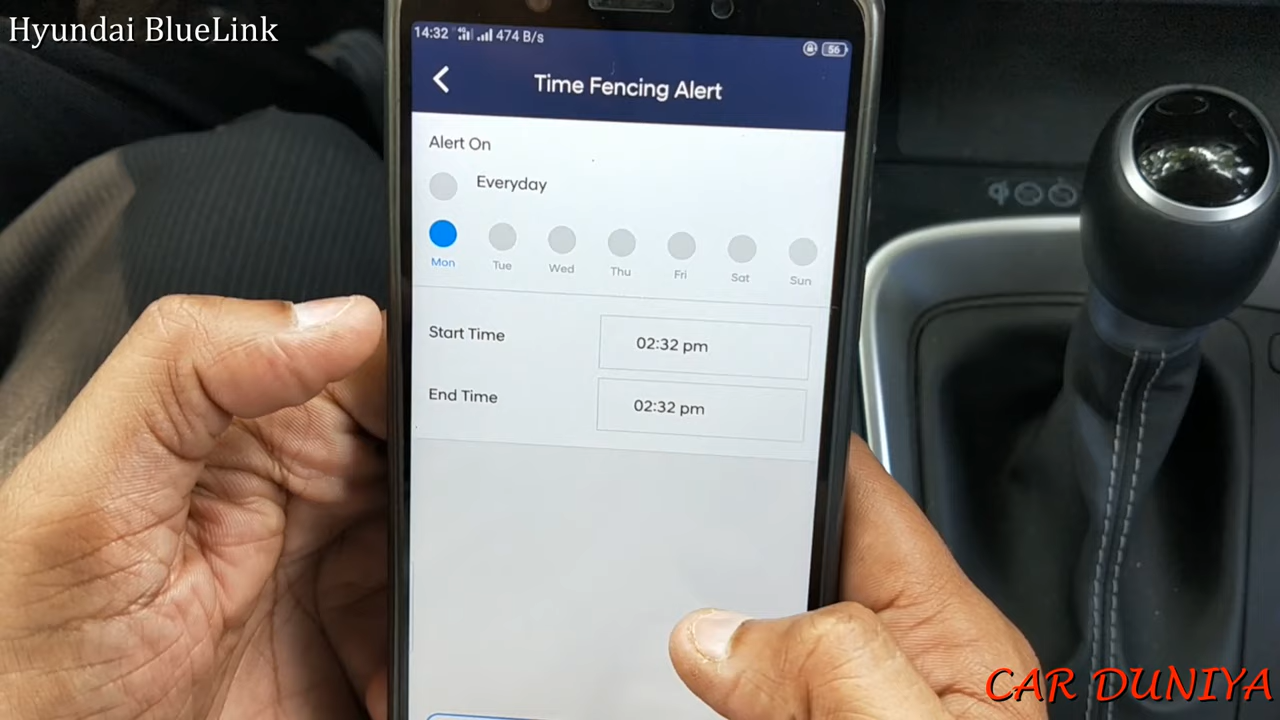 Hyundai BlueLink
14:32 4G 474 B/s 56
Time Fencing Alert
Alert On
Everyday
Mon Tue Wed Thu Fri Sat Sun
Start Time 02:32 pm
End Time 02:32 pm
CAR DUNIYA